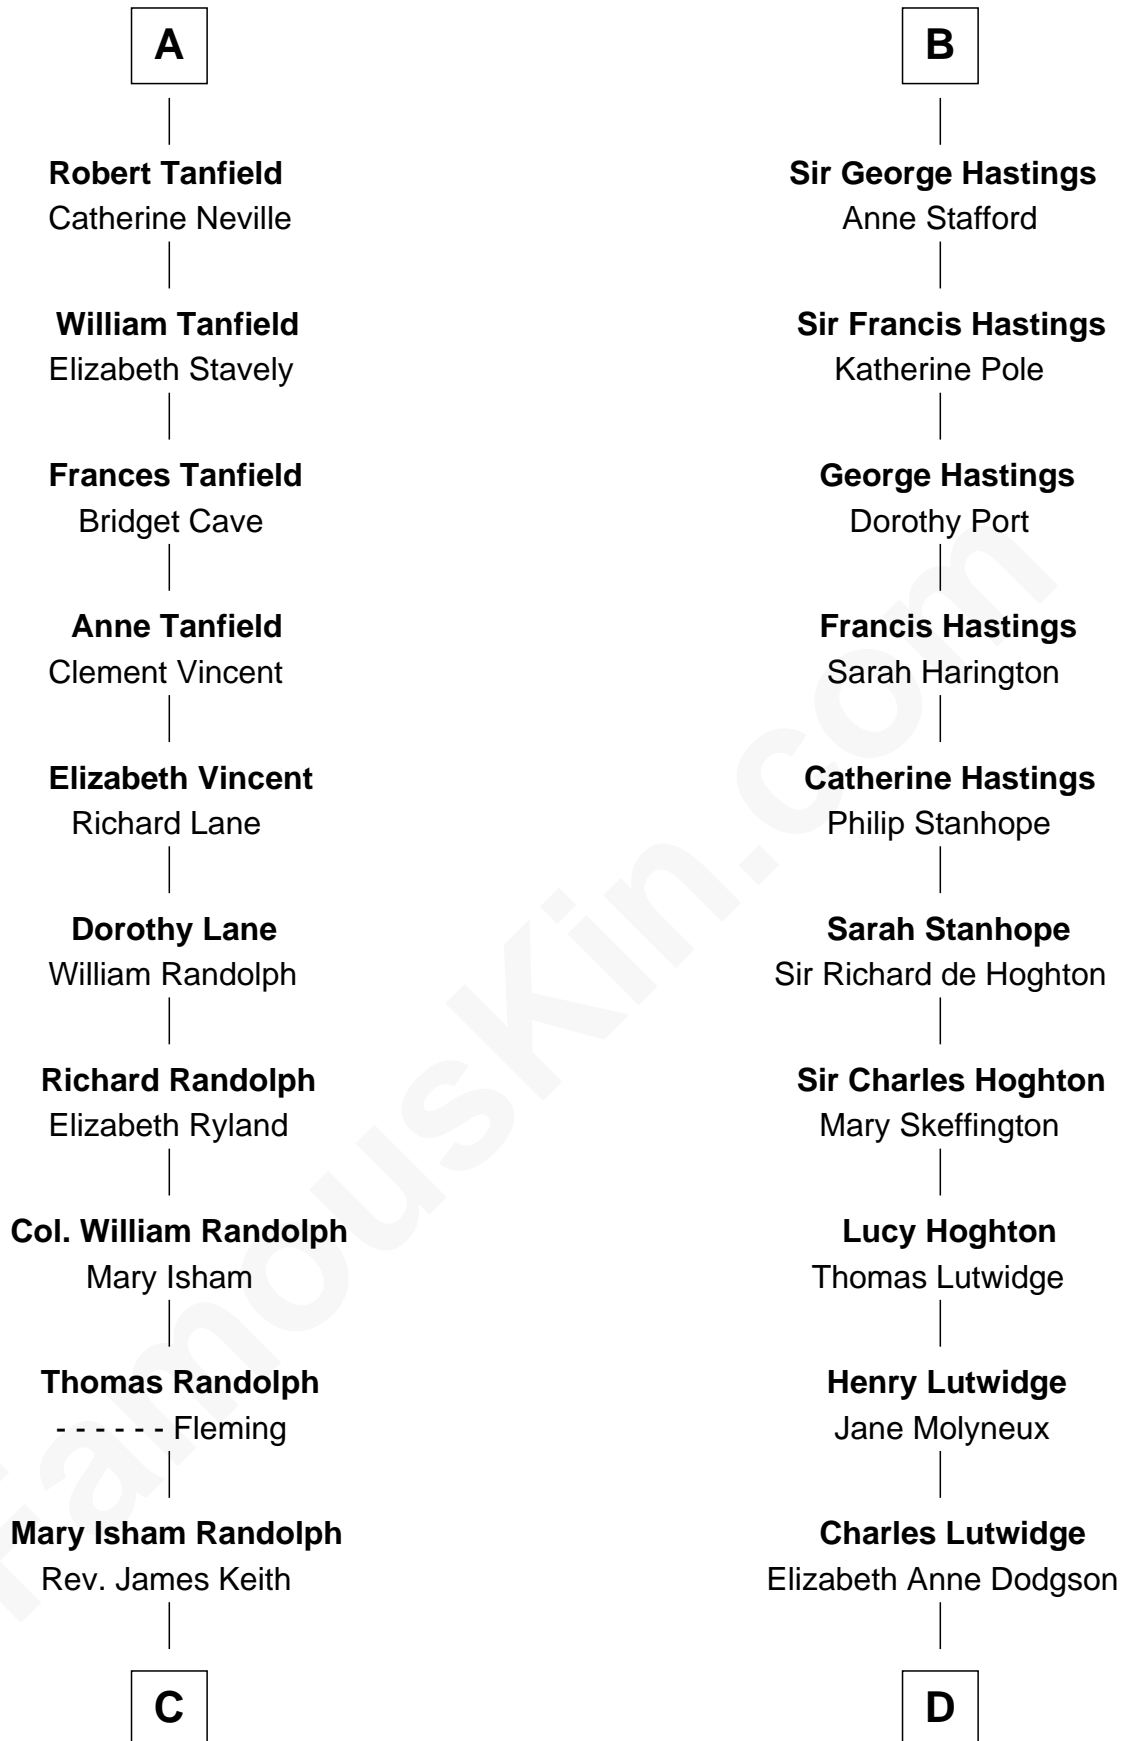 A
Robert Tanfield
Catherine Neville
William Tanfield
Elizabeth Stavely
Frances Tanfield
Bridget Cave
Anne Tanfield
Clement Vincent
Elizabeth Vincent
Richard Lane
Dorothy Lane
William Randolph
Richard Randolph
Elizabeth Ryland
Col. William Randolph
Mary Isham
Thomas Randolph
- - - - - - Fleming
Mary Isham Randolph
Rev. James Keith
C
B
Sir George Hastings
Anne Stafford
Sir Francis Hastings
Katherine Pole
George Hastings
Dorothy Port
Francis Hastings
Sarah Harington
Catherine Hastings
Philip Stanhope
Sarah Stanhope
Sir Richard de Hoghton
Sir Charles Hoghton
Mary Skeffington
Lucy Hoghton
Thomas Lutwidge
Henry Lutwidge
Jane Molyneux
Charles Lutwidge
Elizabeth Anne Dodgson
D
FamousKin.com